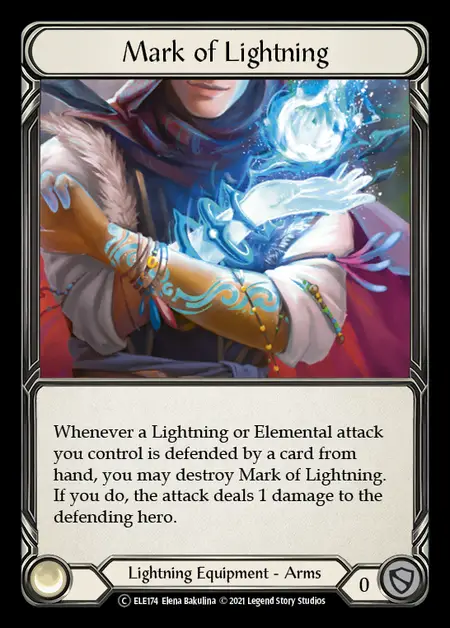 Mark of Lightning
Whenever a Lightning or Elemental attack
you control is defended by a card from
hand, you may destroy Mark of Lightning.
If you do, the attack deals 1 damage to the
defending hero.
Lightning Equipment - Arms
0
C ELE174 Elena Bakulina © 2021 Legend Story Studios